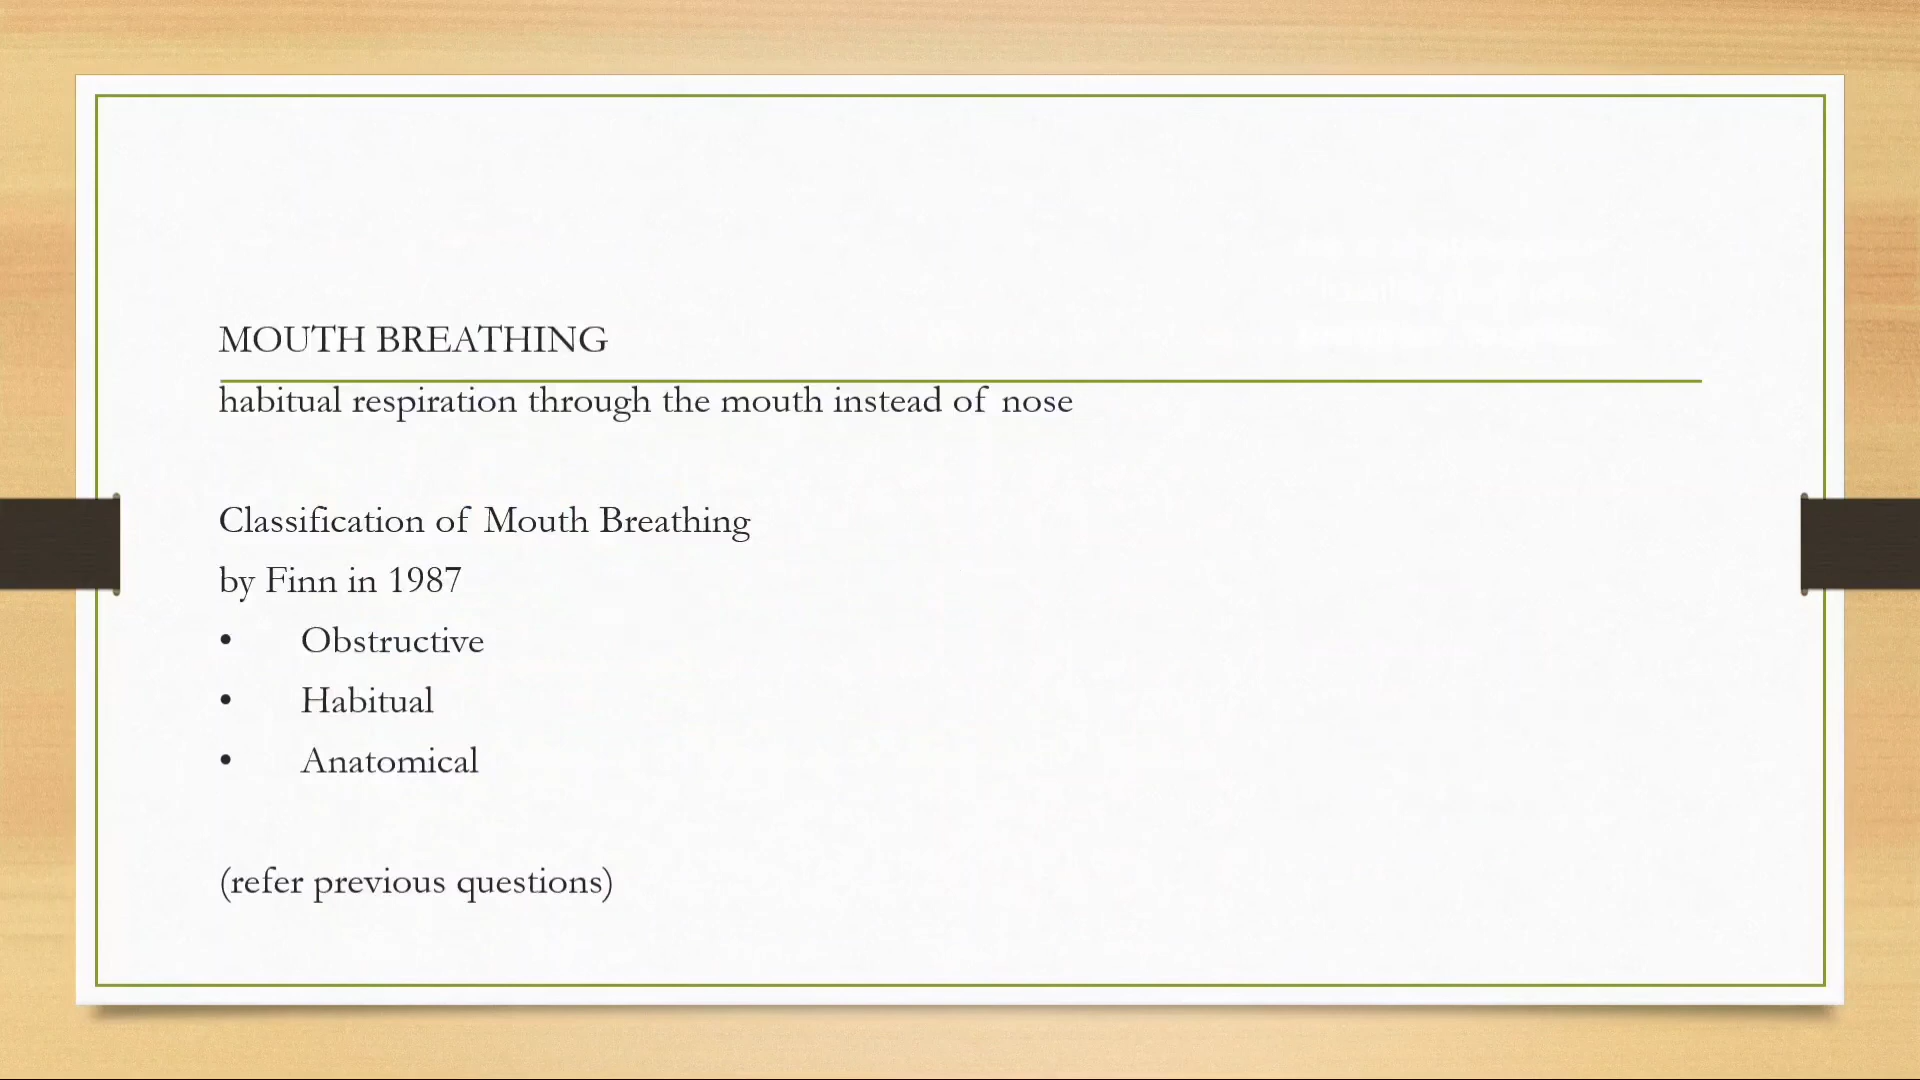 MOUTH BREATHING
habitual respiration through the mouth instead of nose
Classification of Mouth Breathing
by Finn in 1987
• Obstructive
• Habitual
• Anatomical
(refer previous questions)